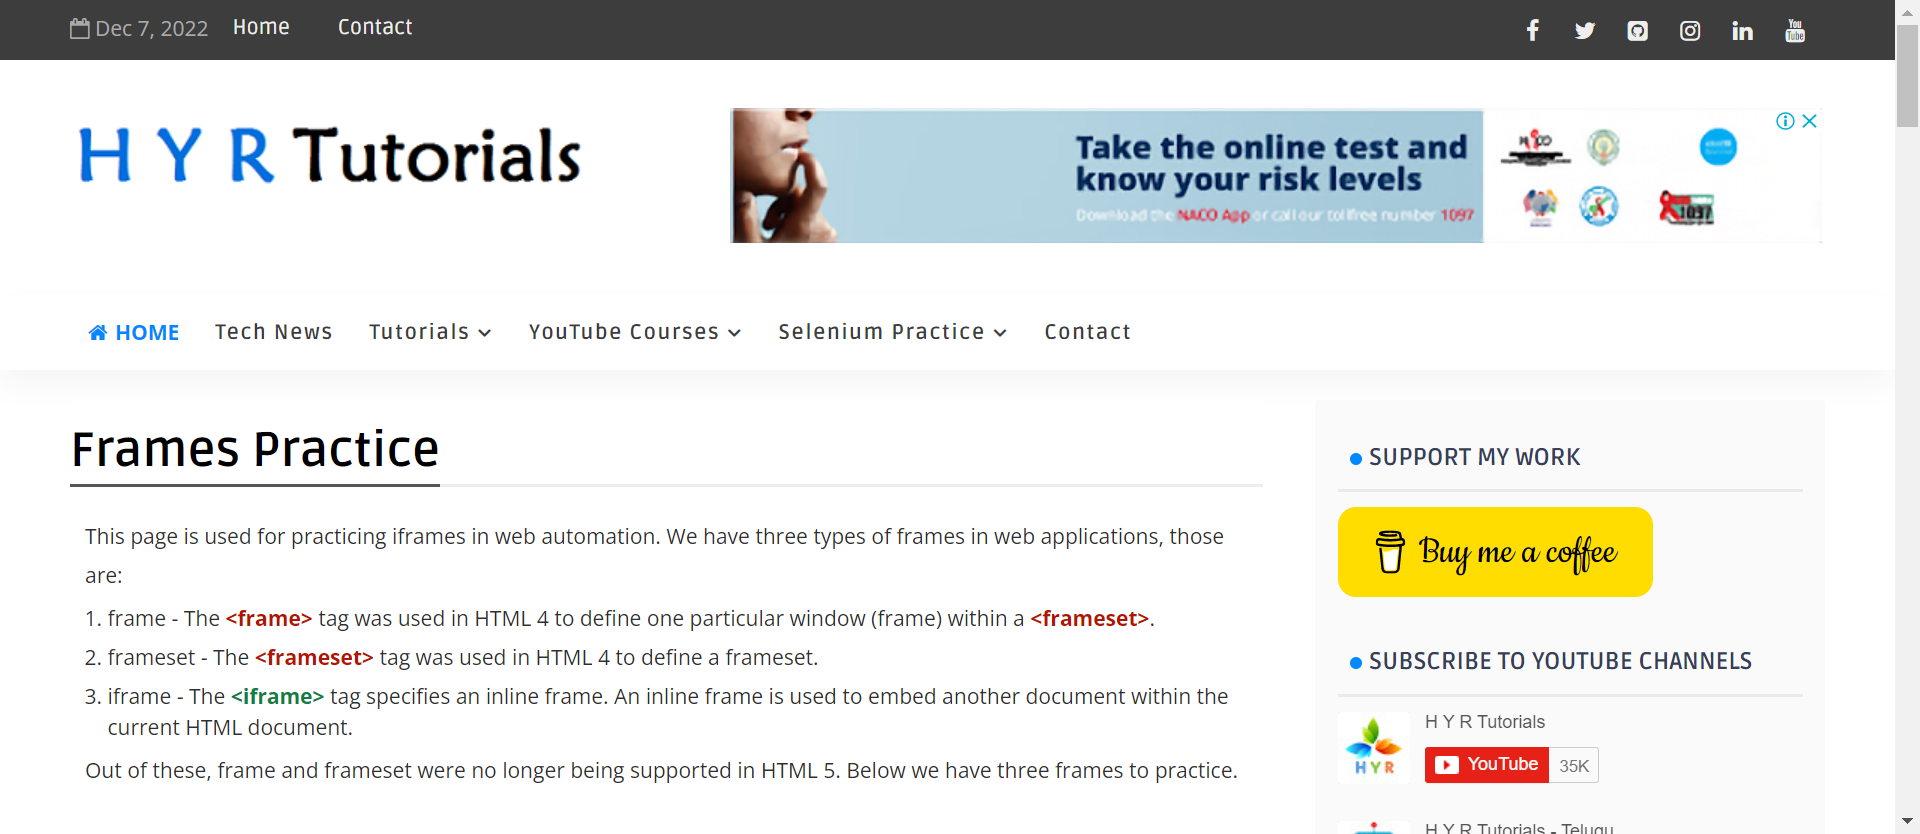 Dec 7, 2022 Home Contact
You
Tube
H Y R Tutorials
Take the online test and
know your risk levels
Download the NACO App or call our toll free number 1097
1097
HOME Tech News Tutorials YouTube Courses Selenium Practice Contact
Frames Practice
This page is used for practicing iframes in web automation. We have three types of frames in web applications, those
are:
1. frame - The <frame> tag was used in HTML 4 to define one particular window (frame) within a <frameset>.
2. frameset - The <frameset> tag was used in HTML 4 to define a frameset.
3. iframe - The <iframe> tag specifies an inline frame. An inline frame is used to embed another document within the
current HTML document.
Out of these, frame and frameset were no longer being supported in HTML 5. Below we have three frames to practice.
SUPPORT MY WORK
Buy me a coffee
SUBSCRIBE TO YOUTUBE CHANNELS
H Y R Tutorials
HYR
YouTube 35K
H Y R Tutorials - Telugu